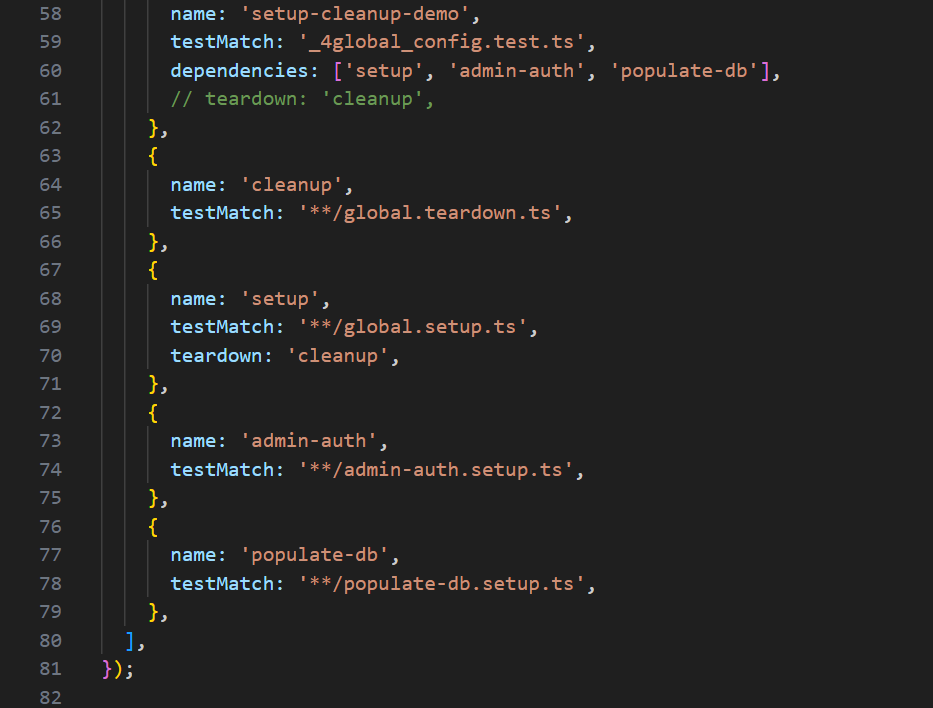 58 name: 'setup-cleanup-demo',
59 testMatch: '_4global_config.test.ts',
60 dependencies: ['setup', 'admin-auth', 'populate-db'],
61 // teardown: 'cleanup',
62 },
63 {
64 name: 'cleanup',
65 testMatch: '**/global.teardown.ts',
66 },
67 {
68 name: 'setup',
69 testMatch: '**/global.setup.ts',
70 teardown: 'cleanup',
71 },
72 {
73 name: 'admin-auth',
74 testMatch: '**/admin-auth.setup.ts',
75 },
76 {
77 name: 'populate-db',
78 testMatch: '**/populate-db.setup.ts',
79 },
80 ],
81 });
82